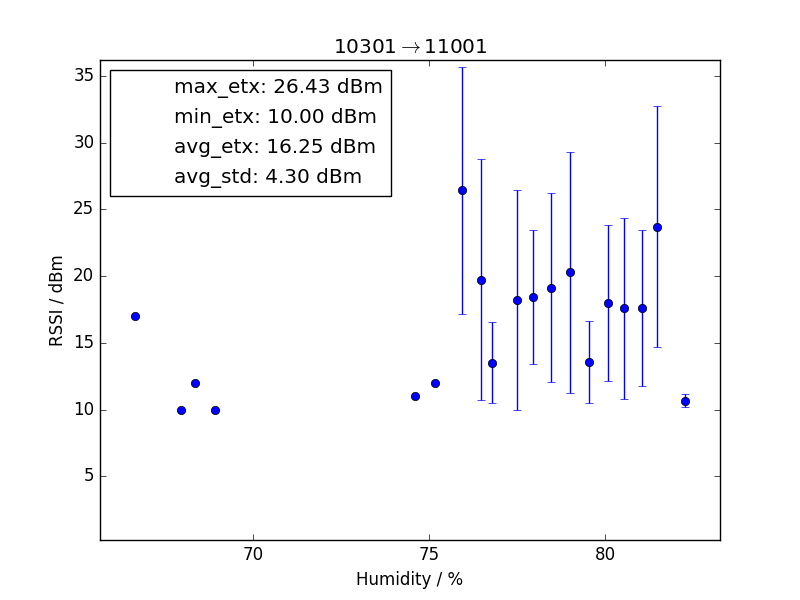 10301→11001
max_etx: 26.43 dBm
min_etx: 10.00 dBm
avg_etx: 16.25 dBm
avg_std: 4.30 dBm
35
30
25
20
15
10
5
RSSI / dBm
70 75 80
Humidity / %